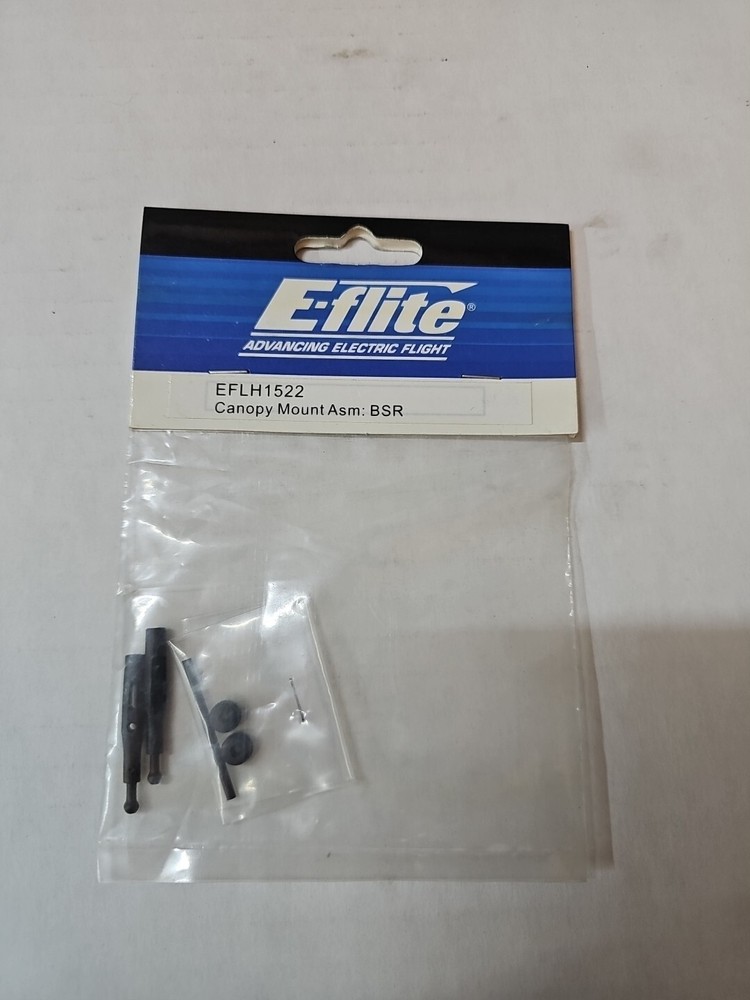 E-flite®
ADVANCING ELECTRIC FLIGHT
EFLH1522
Canopy Mount Asm: BSR